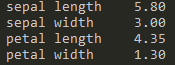 sepal length    5.80
sepal width     3.00
petal length    4.35
petal width     1.30